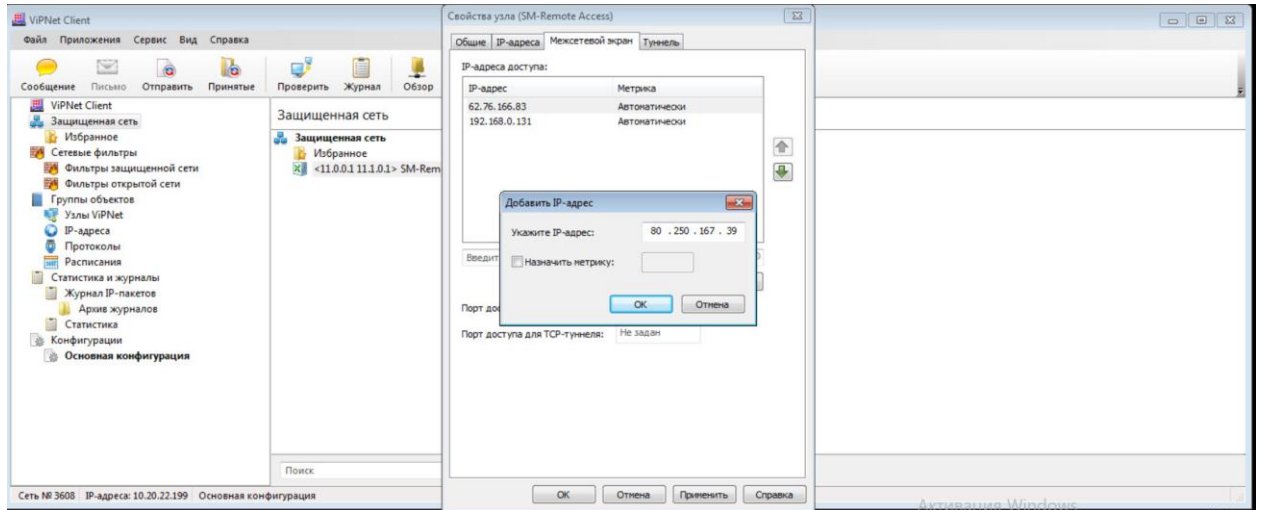 ViPNet Client
Файл Приложения Сервис Вид Справка
Сообщение Письмо Отправить Принятые Проверить Журнал Обзор
ViPNet Client
Защищенная сеть
Избранное
Сетевые фильтры
Фильтры защищенной сети
Фильтры открытой сети
Группы объектов
Узлы ViPNet
IP-адреса
Протоколы
Расписания
Статистика и журналы
Журнал IP-пакетов
Архив журналов
Статистика
Конфигурации
Основная конфигурация
Защищенная сеть
Защищенная сеть
Избранное
<11.0.0.1 11.1.0.1> SM-Rem
Поиск
Сеть № 3608 IP-адреса: 10.20.22.199 Основная конфигурация
Свойства узла (SM-Remote Access)
Общие IP-адреса Межсетевой экран Туннель
IP-адреса доступа:
IP-адрес Метрика
62.76.166.83 Автоматически
192.168.0.131 Автоматически
Добавить IP-адрес
Укажите IP-адрес: 80 . 250 . 167 . 39
Назначить метрику:
OK Отмена
Введит
Порт дос
Порт доступа для TCP-туннеля: Не задан
OK Отмена Применить Справка
Активация Windows